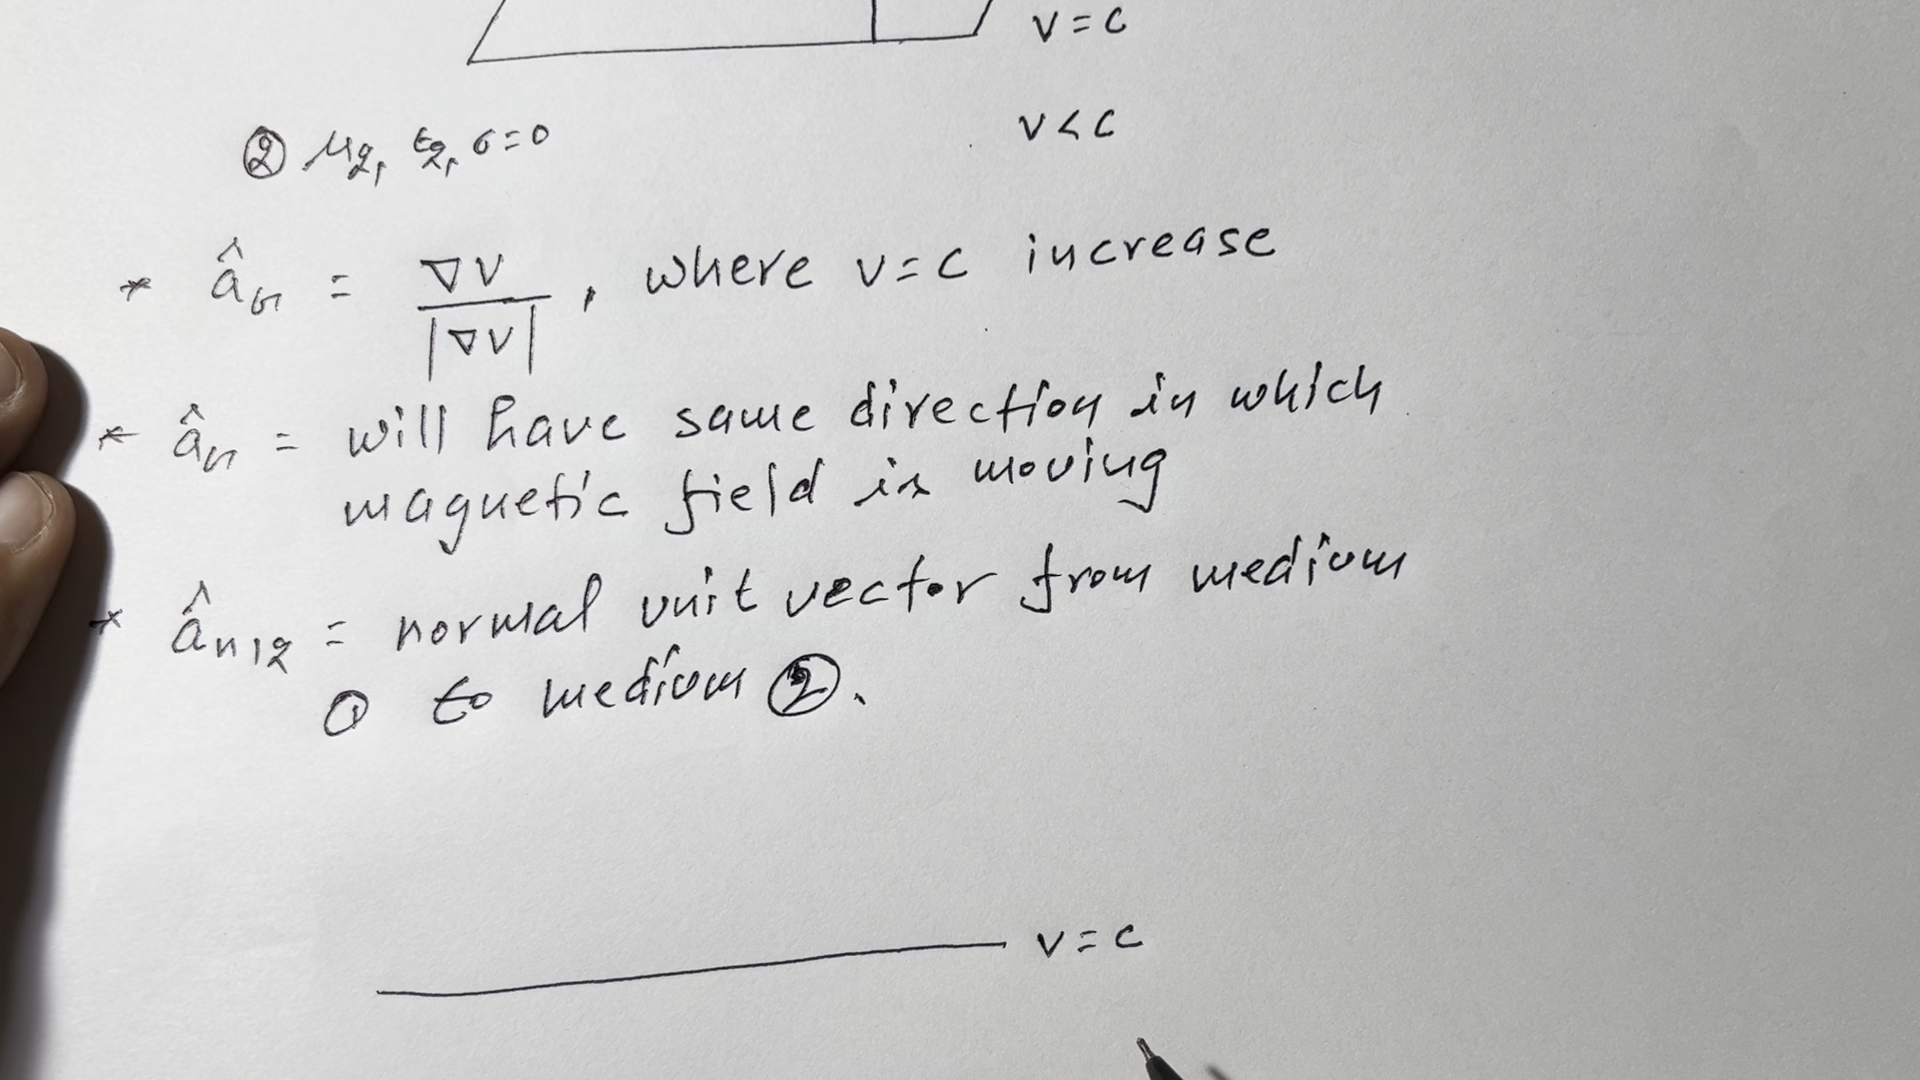 v=c
v<c
② μ₂, ε₂, σ=0
* âₙ = ∇V / |∇V| , where v=c increase
* âₙ = will have same direction in which
magnetic field is moving
* âₙ₁₂ = normal unit vector from medium
① to medium ②.
v=c